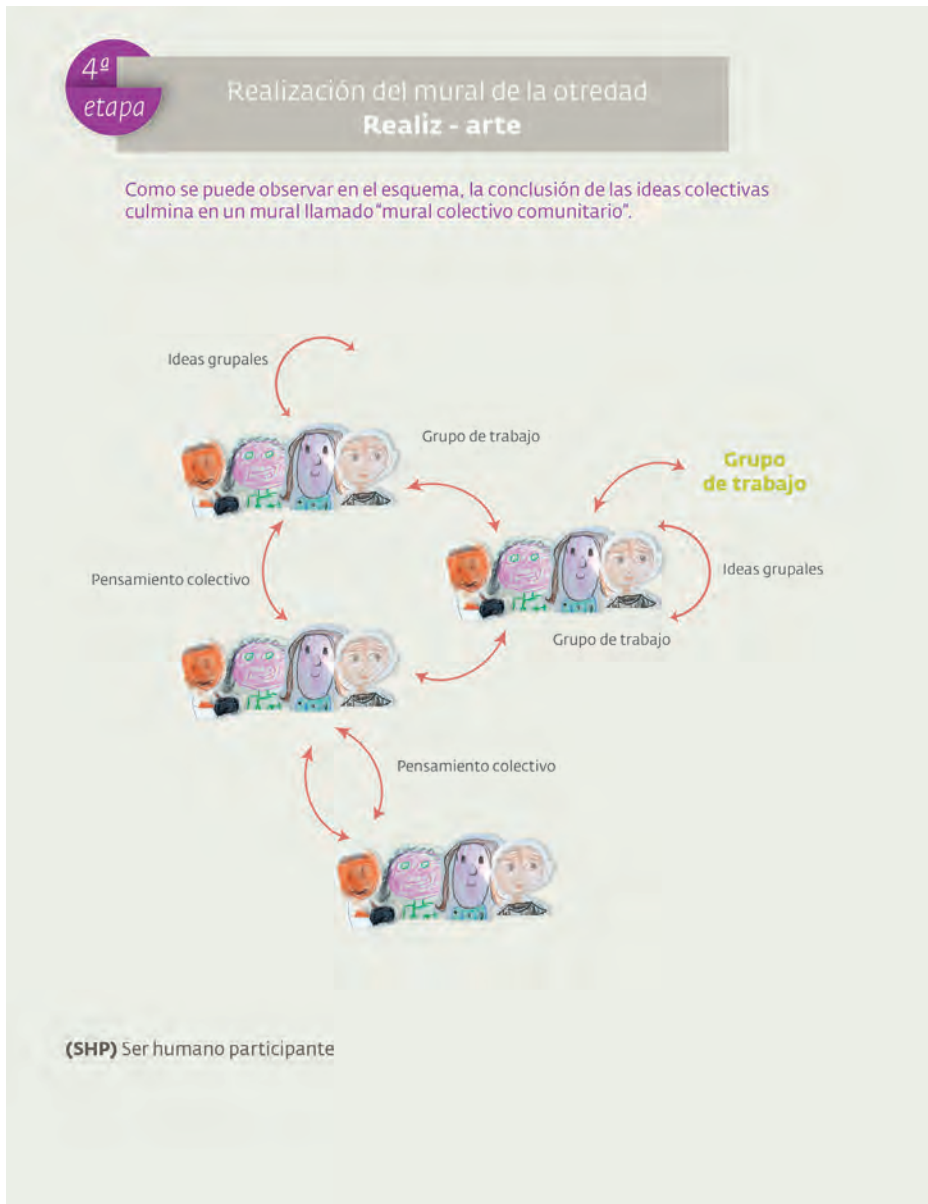 4ª
etapa
Realización del mural de la otredad
Realiz - arte
Como se puede observar en el esquema, la conclusión de las ideas colectivas
culmina en un mural llamado “mural colectivo comunitario”.
Ideas grupales
Grupo de trabajo
Grupo
de trabajo
Pensamiento colectivo
Ideas grupales
Grupo de trabajo
Pensamiento colectivo
(SHP) Ser humano participante